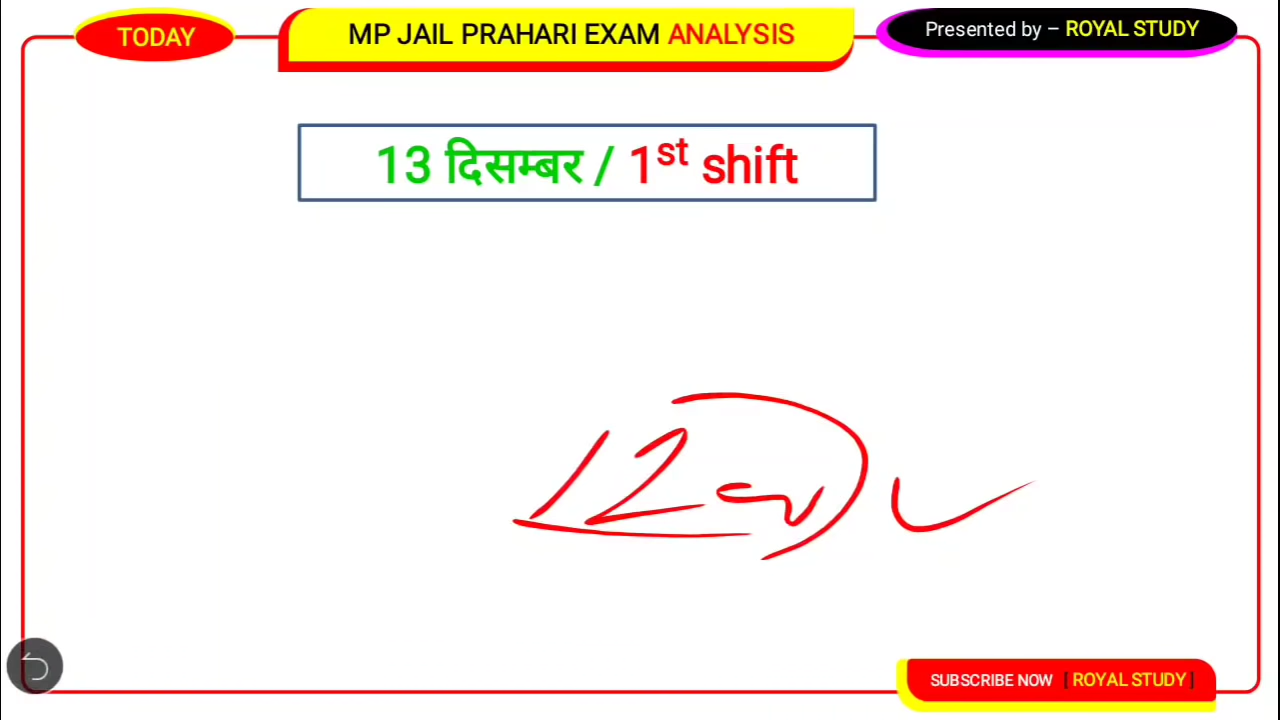 TODAY
MP JAIL PRAHARI EXAM ANALYSIS
Presented by – ROYAL STUDY
13 दिसम्बर / 1st shift
12
SUBSCRIBE NOW [ ROYAL STUDY ]